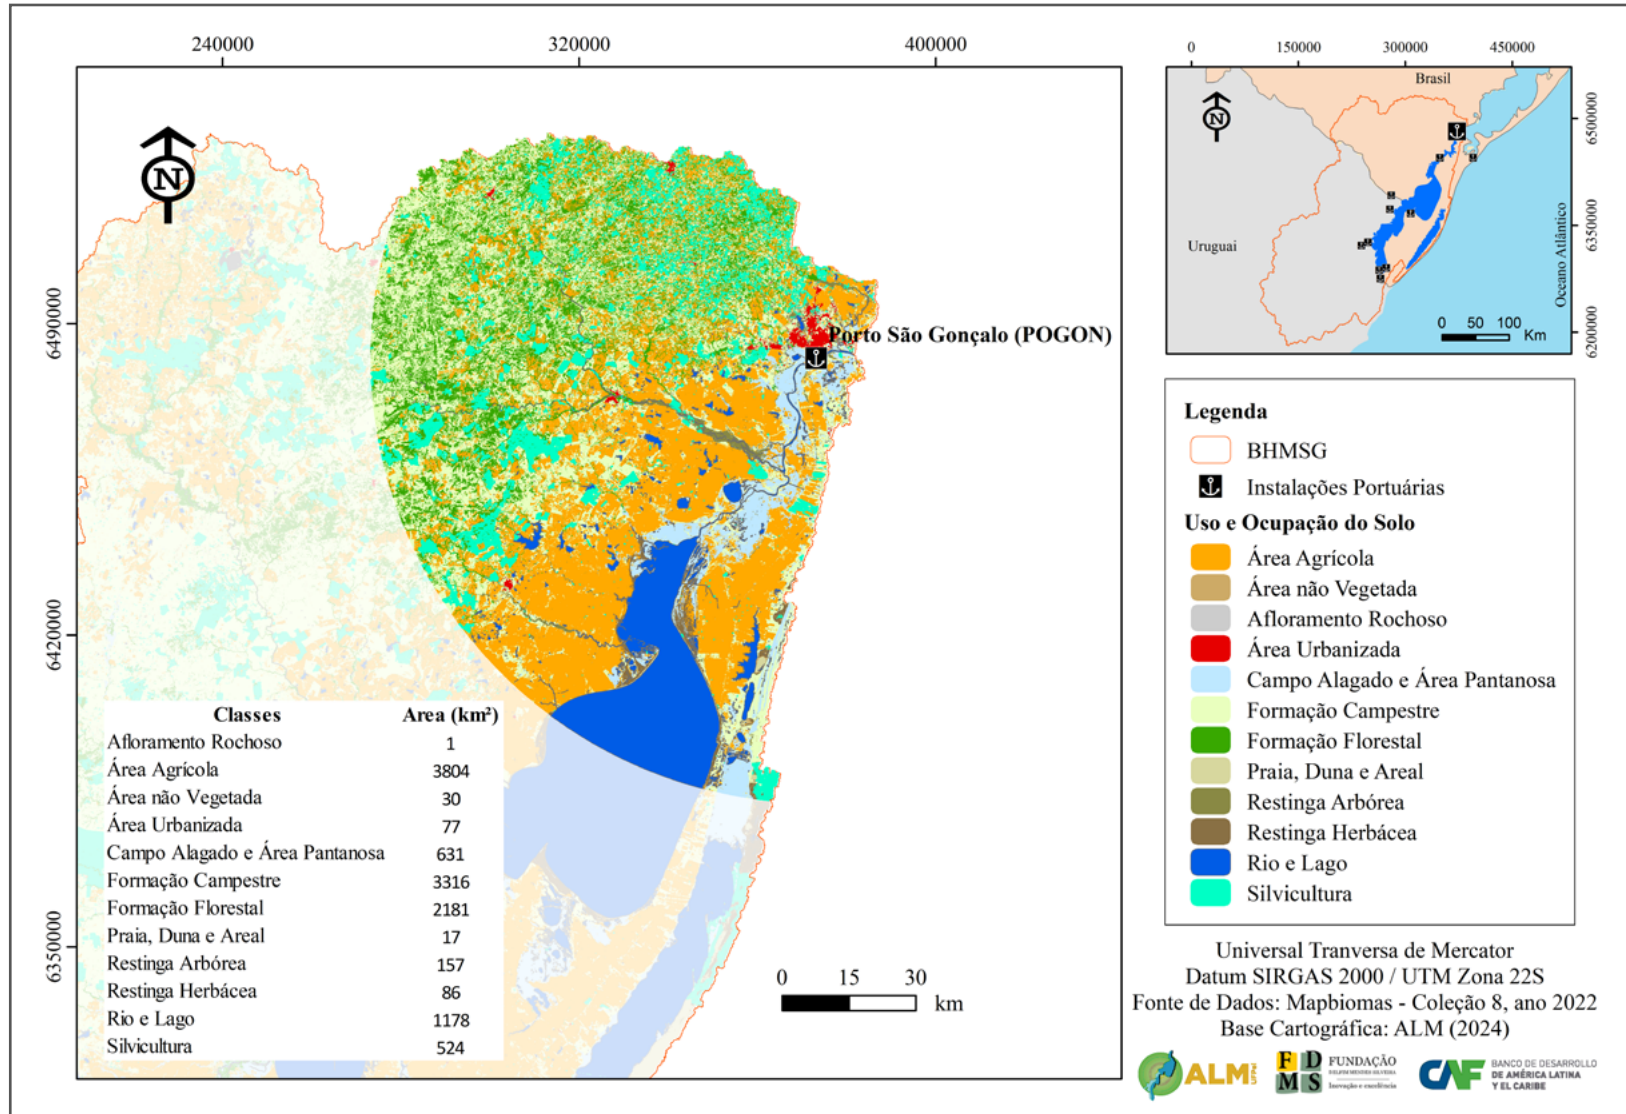 240000
320000
400000
6490000
6420000
6350000
N
Porto São Gonçalo (POGON)
Classes Area (km²)
Afloramento Rochoso 1
Área Agrícola 3804
Área não Vegetada 30
Área Urbanizada 77
Campo Alagado e Área Pantanosa 631
Formação Campestre 3316
Formação Florestal 2181
Praia, Duna e Areal 17
Restinga Arbórea 157
Restinga Herbácea 86
Rio e Lago 1178
Silvicultura 524
0 15 30
km
0 150000 300000 450000
6500000
6350000
6200000
N
Brasil
Uruguai
Oceano Atlântico
0 50 100
Km
Legenda
BHMSG
Instalações Portuárias
Uso e Ocupação do Solo
Área Agrícola
Área não Vegetada
Afloramento Rochoso
Área Urbanizada
Campo Alagado e Área Pantanosa
Formação Campestre
Formação Florestal
Praia, Duna e Areal
Restinga Arbórea
Restinga Herbácea
Rio e Lago
Silvicultura
Universal Tranversa de Mercator
Datum SIRGAS 2000 / UTM Zona 22S
Fonte de Dados: Mapbiomas - Coleção 8, ano 2022
Base Cartográfica: ALM (2024)
ALM
F D
M S
FUNDAÇÃO
DELFIM MENDES SILVEIRA
Inovação e excelência
CAF
BANCO DE DESARROLLO
DE AMÉRICA LATINA
Y EL CARIBE